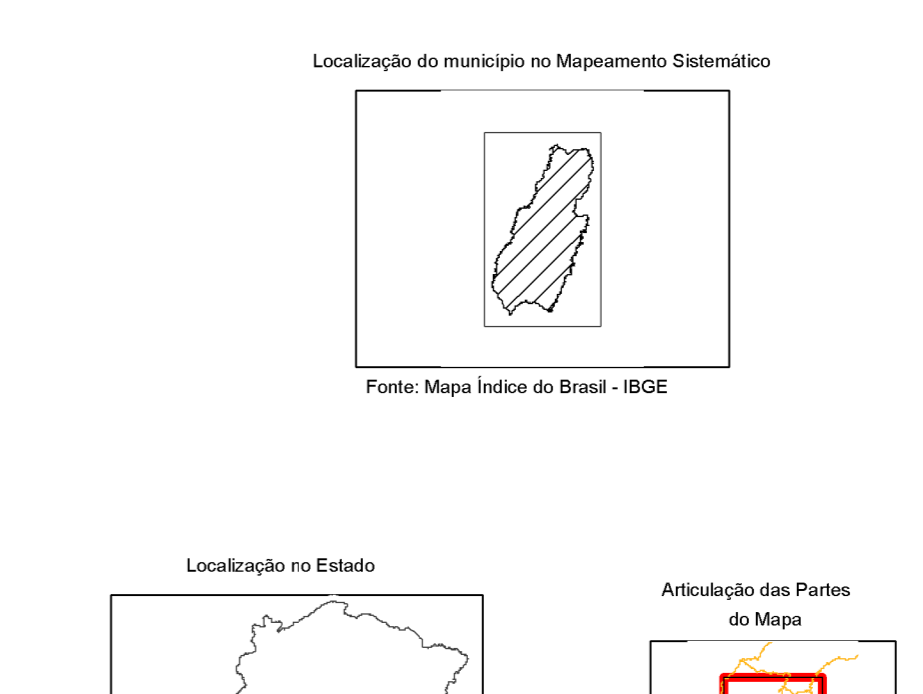 Localização do município no Mapeamento Sistemático
Fonte: Mapa Índice do Brasil - IBGE
Localização no Estado
Articulação das Partes
do Mapa